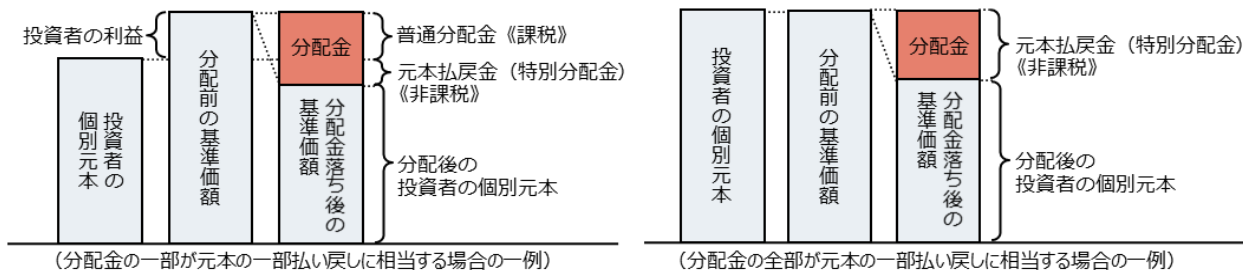 投資者の利益
投資者の
個別元本
分配前の基準価額
分配金
分配金落ち後の
基準価額
普通分配金《課税》
元本払戻金（特別分配金）
《非課税》
分配後の
投資者の個別元本
（分配金の一部が元本の一部払い戻しに相当する場合の一例）
投資者の個別元本
分配前の基準価額
分配金
分配金落ち後の
基準価額
元本払戻金（特別分配金）
《非課税》
分配後の
投資者の個別元本
（分配金の全部が元本の一部払い戻しに相当する場合の一例）